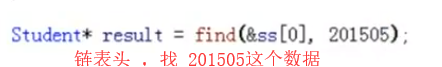 Student* result = find(&ss[0], 201505);
链表头 ，找 201505这个数据